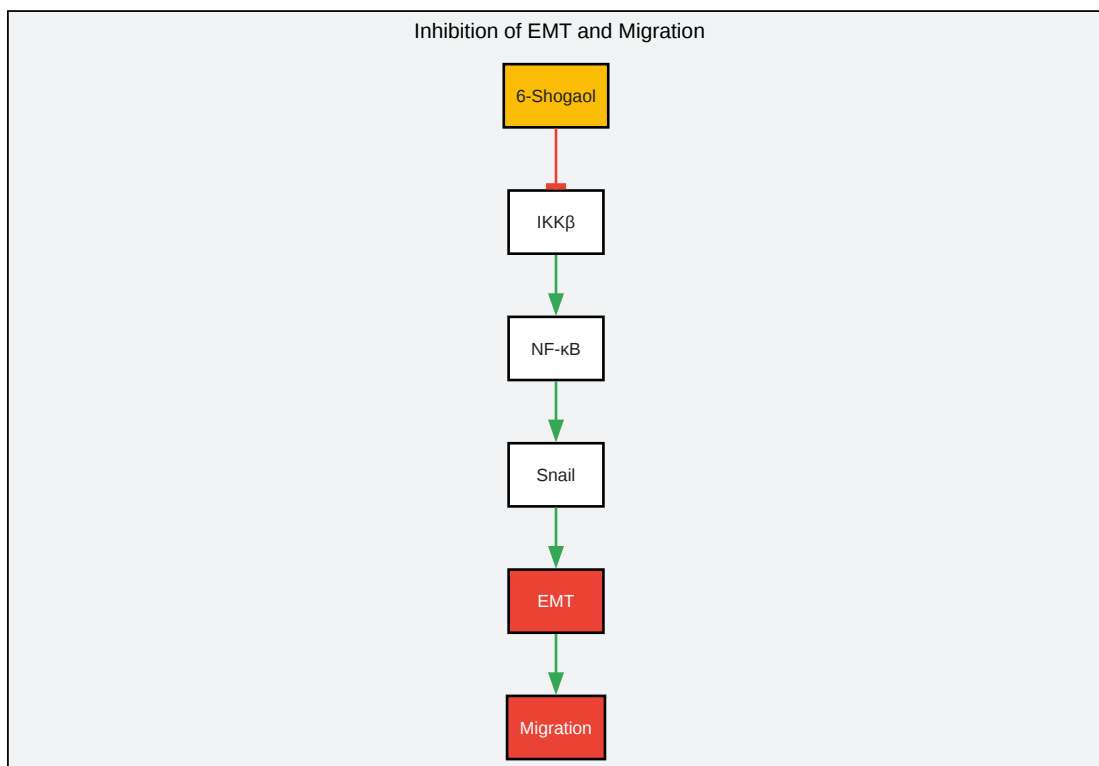 Inhibition of EMT and Migration
6-Shogaol
IKKβ
NF-κB
Snail
EMT
Migration